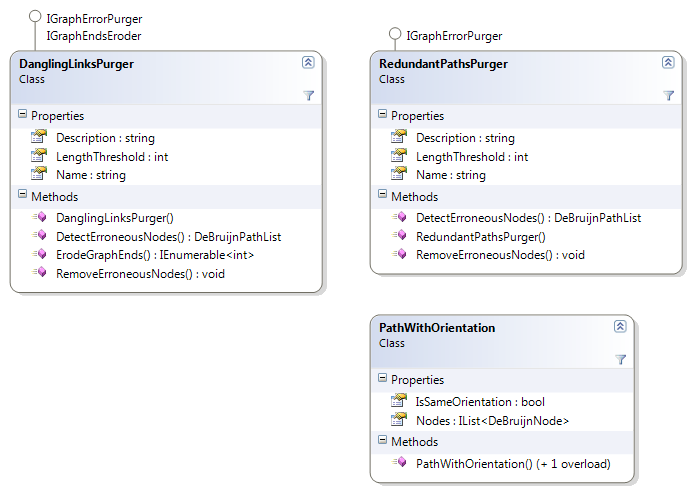 IGraphErrorPurger
IGraphEndsEroder
DanglingLinksPurger
Class
Properties
Description : string
LengthThreshold : int
Name : string
Methods
DanglingLinksPurger()
DetectErroneousNodes() : DeBruijnPathList
ErodeGraphEnds() : IEnumerable<int>
RemoveErroneousNodes() : void
IGraphErrorPurger
RedundantPathsPurger
Class
Properties
Description : string
LengthThreshold : int
Name : string
Methods
DetectErroneousNodes() : DeBruijnPathList
RedundantPathsPurger()
RemoveErroneousNodes() : void
PathWithOrientation
Class
Properties
IsSameOrientation : bool
Nodes : IList<DeBruijnNode>
Methods
PathWithOrientation() (+ 1 overload)